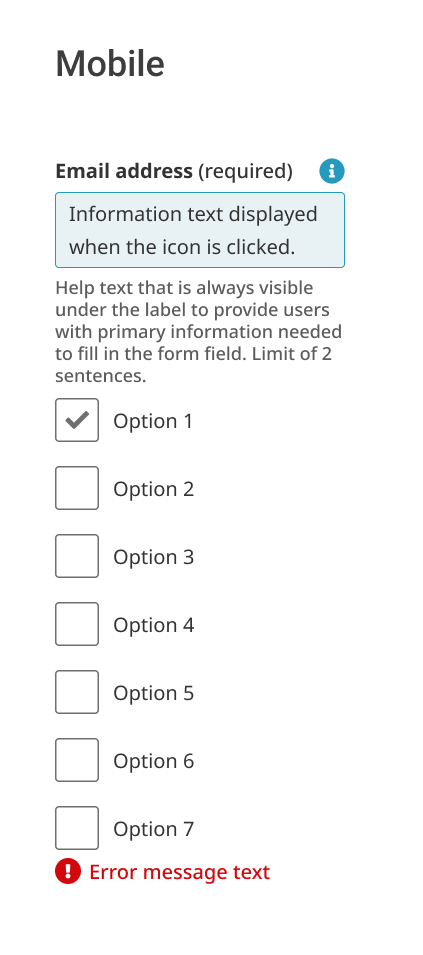 Mobile
Email address (required)
Information text displayed
when the icon is clicked.
Help text that is always visible
under the label to provide users
with primary information needed
to fill in the form field. Limit of 2
sentences.
Option 1
Option 2
Option 3
Option 4
Option 5
Option 6
Option 7
Error message text